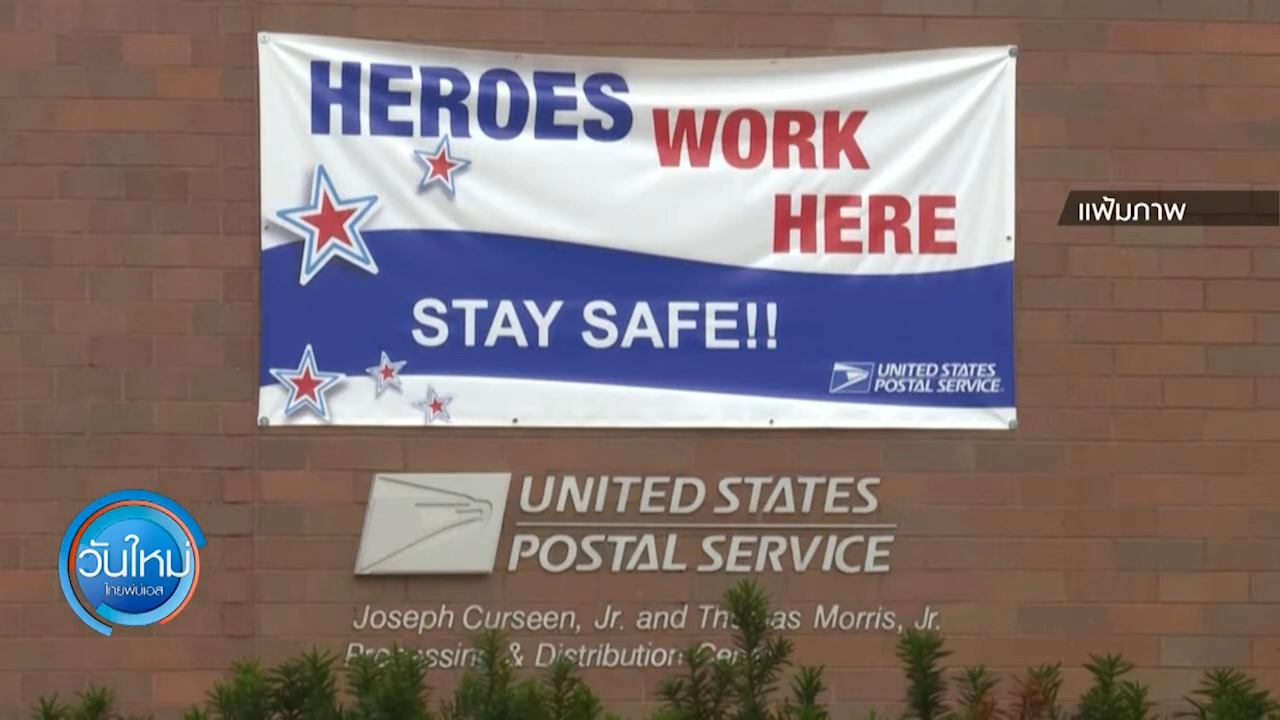 HEROES
WORK
HERE
STAY SAFE!!
UNITED STATES
POSTAL SERVICE
แฟ้มภาพ
UNITED STATES
POSTAL SERVICE
Joseph Curseen, Jr. and Thomas Morris, Jr.
Processing & Distribution Center
วันใหม่
ไทยพีบีเอส